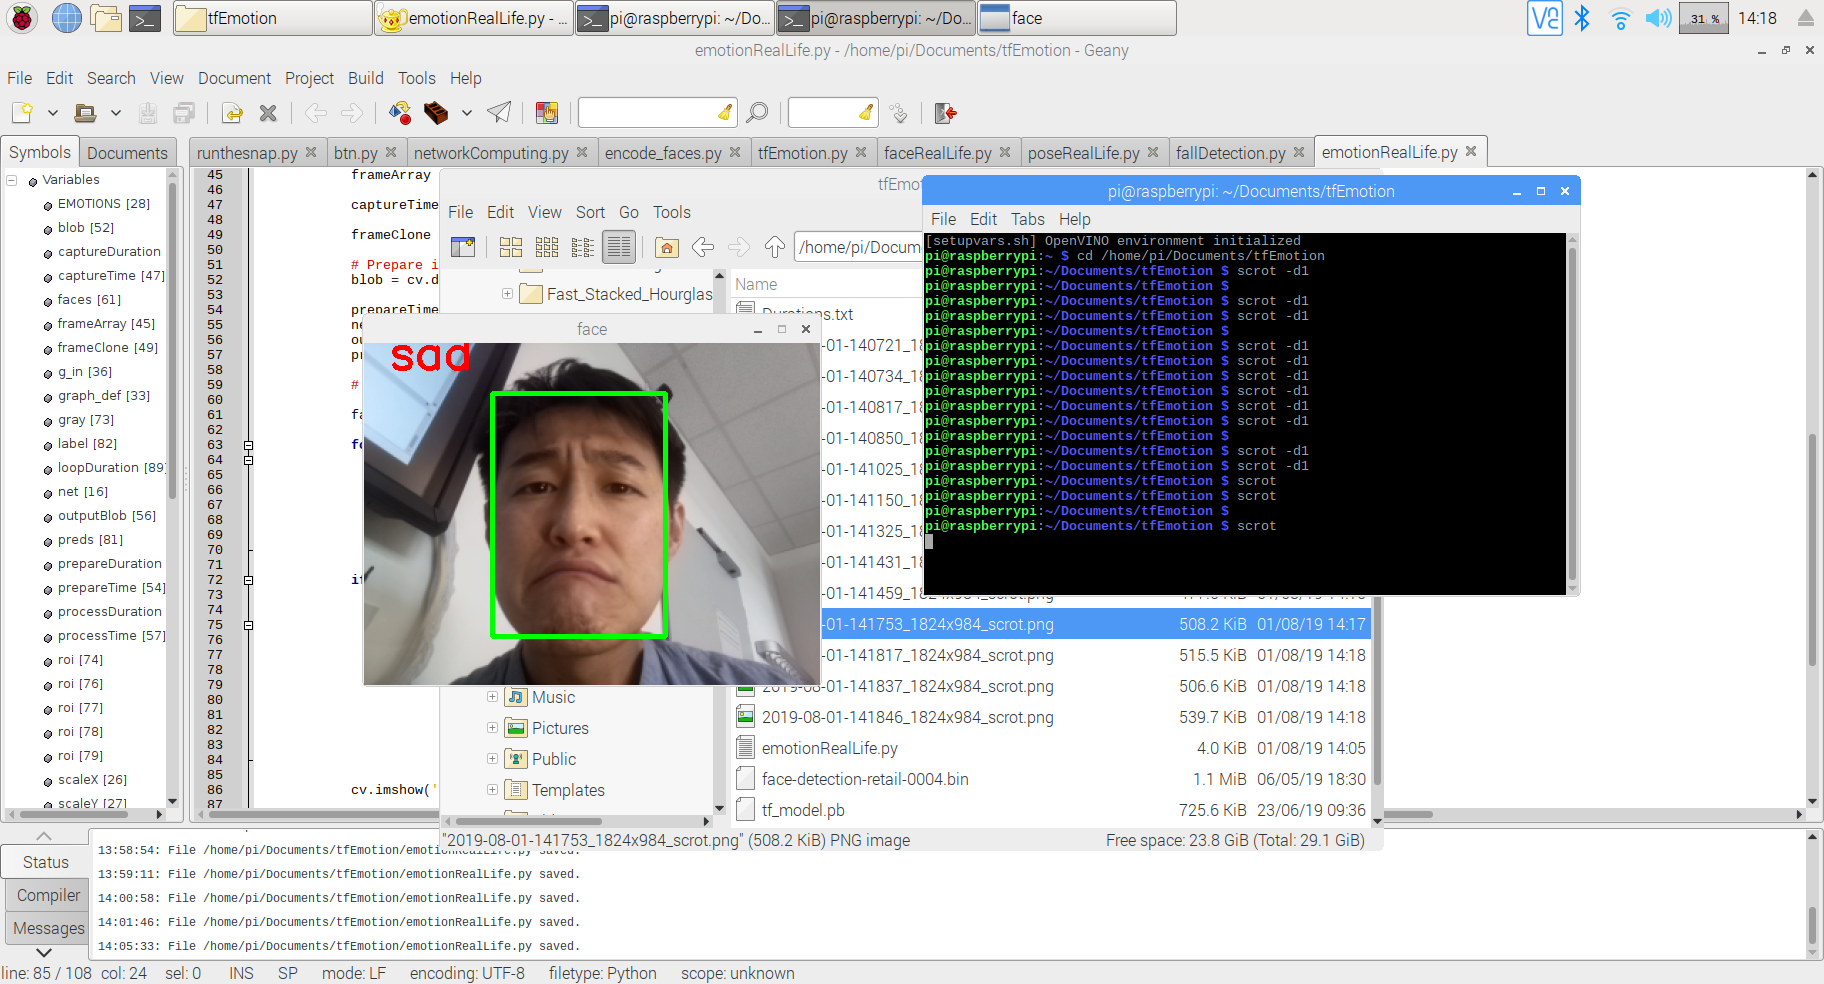 tfEmotion
emotionRealLife.py - ...
pi@raspberrypi: ~/Do...
pi@raspberrypi: ~/Do...
face
31 %
14:18
emotionRealLife.py - /home/pi/Documents/tfEmotion - Geany
File Edit Search View Document Project Build Tools Help
Symbols Documents
runthesnap.py btn.py networkComputing.py encode_faces.py tfEmotion.py faceRealLife.py poseRealLife.py fallDetection.py emotionRealLife.py
Variables
EMOTIONS [28]
blob [52]
captureDuration
captureTime [47]
faces [61]
frameArray [45]
frameClone [49]
g_in [36]
graph_def [33]
gray [73]
label [82]
loopDuration [89]
net [16]
outputBlob [56]
preds [81]
prepareDuration
prepareTime [54]
processDuration
processTime [57]
roi [74]
roi [76]
roi [77]
roi [78]
roi [79]
scaleX [26]
scaleY [27]
45 frameArray
46
47 captureTime
48
49 frameClone
50
51 # Prepare i
52 blob = cv.d
53
54 prepareTime
55 ne
56 ou
57 pr
58
59 #
60
61 fa
62
63 fo
64
65
66
67
68
69
70
71
72 if
73
74
75
76
77
78
79
80
81
82
83
84
85
86 cv.imshow('
87
File Edit View Sort Go Tools
/home/pi/Docum
Fast_Stacked_Hourglas
Music
Pictures
Public
Templates
Name
Durations.txt
-01-140721_18
-01-140734_18
-01-140817_18
-01-140850_18
-01-141025_18
-01-141150_18
-01-141325_18
-01-141431_18
-01-141459_1824x984_scrot.png
-01-141753_1824x984_scrot.png 508.2 KiB 01/08/19 14:17
-01-141817_1824x984_scrot.png 515.5 KiB 01/08/19 14:18
2019-08-01-141837_1824x984_scrot.png 506.6 KiB 01/08/19 14:18
2019-08-01-141846_1824x984_scrot.png 539.7 KiB 01/08/19 14:18
emotionRealLife.py 4.0 KiB 01/08/19 14:05
face-detection-retail-0004.bin 1.1 MiB 06/05/19 18:30
tf_model.pb 725.6 KiB 23/06/19 09:36
"2019-08-01-141753_1824x984_scrot.png" (508.2 KiB) PNG image Free space: 23.8 GiB (Total: 29.1 GiB)
face
sad
pi@raspberrypi: ~/Documents/tfEmotion
File Edit Tabs Help
[setupvars.sh] OpenVINO environment initialized
pi@raspberrypi:~ $ cd /home/pi/Documents/tfEmotion
pi@raspberrypi:~/Documents/tfEmotion $ scrot -d1
pi@raspberrypi:~/Documents/tfEmotion $
pi@raspberrypi:~/Documents/tfEmotion $ scrot -d1
pi@raspberrypi:~/Documents/tfEmotion $ scrot -d1
pi@raspberrypi:~/Documents/tfEmotion $
pi@raspberrypi:~/Documents/tfEmotion $ scrot -d1
pi@raspberrypi:~/Documents/tfEmotion $ scrot -d1
pi@raspberrypi:~/Documents/tfEmotion $ scrot -d1
pi@raspberrypi:~/Documents/tfEmotion $ scrot -d1
pi@raspberrypi:~/Documents/tfEmotion $ scrot -d1
pi@raspberrypi:~/Documents/tfEmotion $ scrot -d1
pi@raspberrypi:~/Documents/tfEmotion $
pi@raspberrypi:~/Documents/tfEmotion $ scrot -d1
pi@raspberrypi:~/Documents/tfEmotion $ scrot -d1
pi@raspberrypi:~/Documents/tfEmotion $ scrot
pi@raspberrypi:~/Documents/tfEmotion $ scrot
pi@raspberrypi:~/Documents/tfEmotion $
pi@raspberrypi:~/Documents/tfEmotion $ scrot
Status
Compiler
Messages
13:58:54: File /home/pi/Documents/tfEmotion/emotionRealLife.py saved.
13:59:11: File /home/pi/Documents/tfEmotion/emotionRealLife.py saved.
14:00:58: File /home/pi/Documents/tfEmotion/emotionRealLife.py saved.
14:01:46: File /home/pi/Documents/tfEmotion/emotionRealLife.py saved.
14:05:33: File /home/pi/Documents/tfEmotion/emotionRealLife.py saved.
line: 85 / 108 col: 24 sel: 0 INS SP mode: LF encoding: UTF-8 filetype: Python scope: unknown